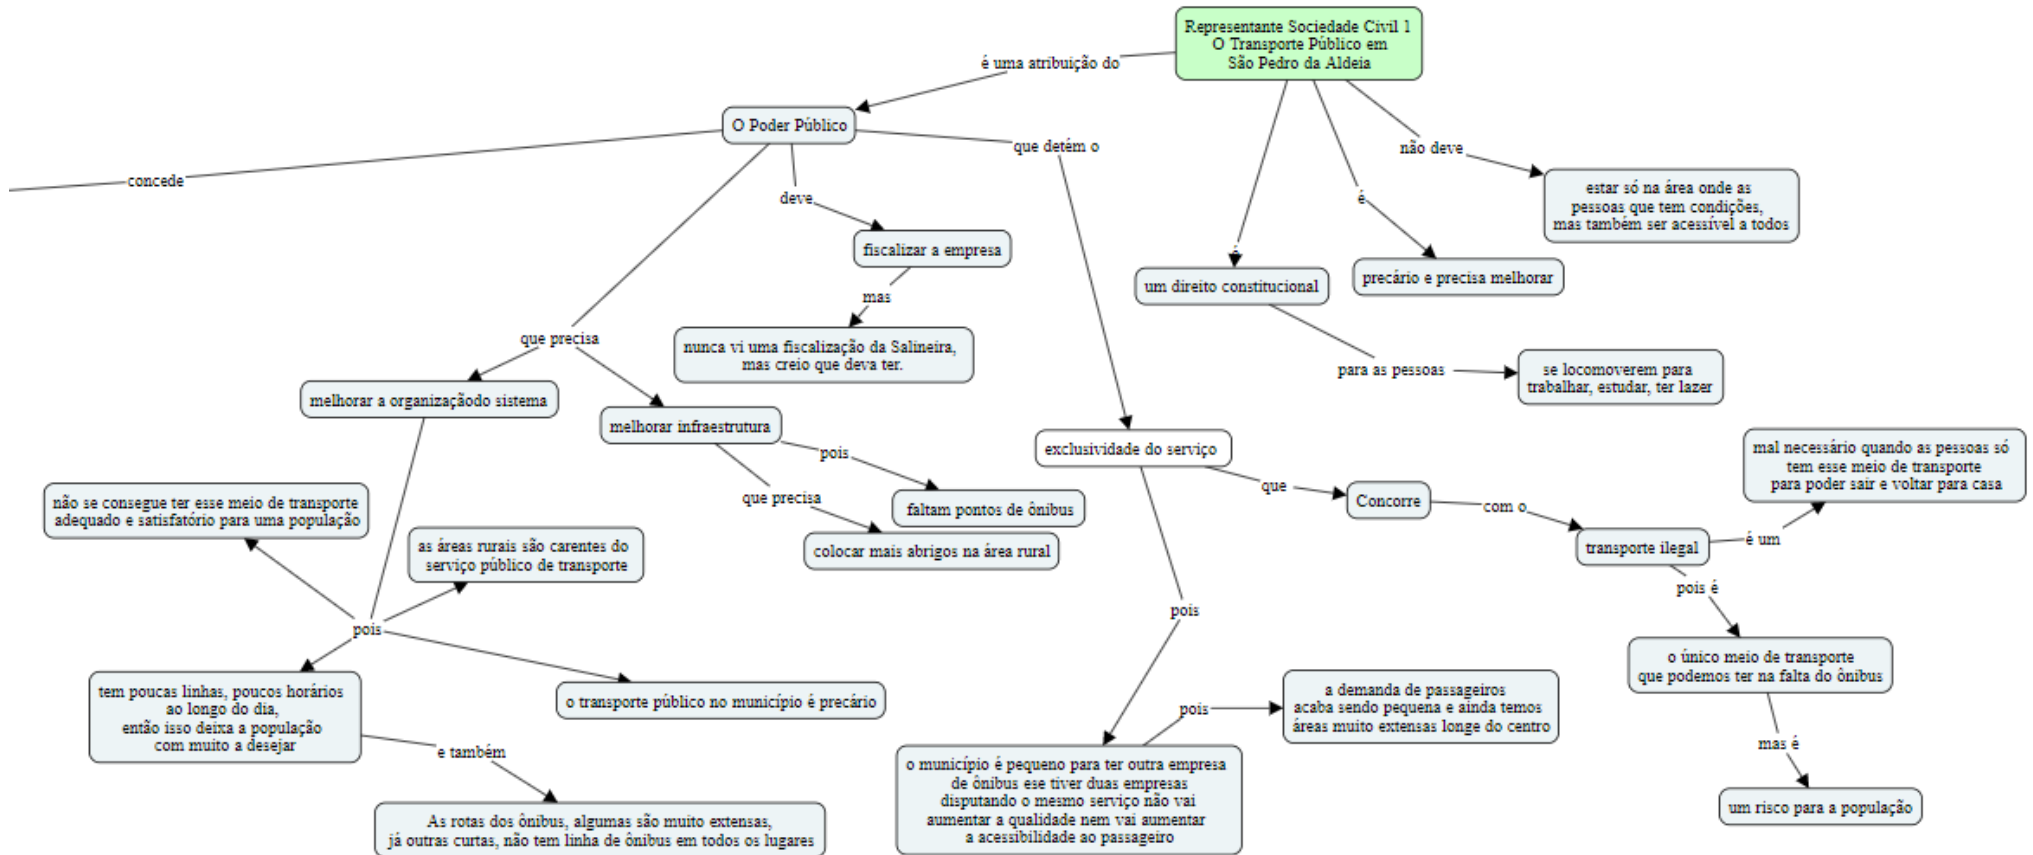 Representante Sociedade Civil 1
O Transporte Público em
São Pedro da Aldeia
é uma atribuição do
O Poder Público
que detém o
não deve
concede
deve
é
estar só na área onde as
pessoas que tem condições,
mas também ser acessível a todos
fiscalizar a empresa
é
um direito constitucional
precário e precisa melhorar
mas
que precisa
nunca vi uma fiscalização da Salineira,
mas creio que deva ter.
para as pessoas
se locomoverem para
trabalhar, estudar, ter lazer
melhorar a organizaçãodo sistema
melhorar infraestrutura
pois
exclusividade do serviço
mal necessário quando as pessoas só
tem esse meio de transporte
para poder sair e voltar para casa
que
Concorre
com o
não se consegue ter esse meio de transporte
adequado e satisfatório para uma população
que precisa
faltam pontos de ônibus
as áreas rurais são carentes do
serviço público de transporte
colocar mais abrigos na área rural
transporte ilegal
é um
pois é
pois
pois
o único meio de transporte
que podemos ter na falta do ônibus
tem poucas linhas, poucos horários
ao longo do dia,
então isso deixa a população
com muito a desejar
o transporte público no município é precário
pois
a demanda de passageiros
acaba sendo pequena e ainda temos
áreas muito extensas longe do centro
e também
mas é
o município é pequeno para ter outra empresa
de ônibus ese tiver duas empresas
disputando o mesmo serviço não vai
aumentar a qualidade nem vai aumentar
a acessibilidade ao passageiro
um risco para a população
As rotas dos ônibus, algumas são muito extensas,
já outras curtas, não tem linha de ônibus em todos os lugares